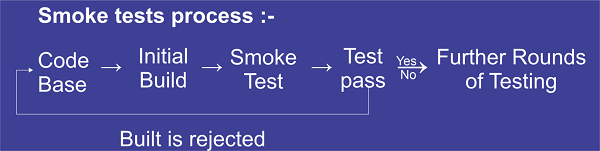 Smoke tests process :-
Code Base → Initial Build → Smoke Test → Test pass Yes No Further Rounds of Testing
Built is rejected